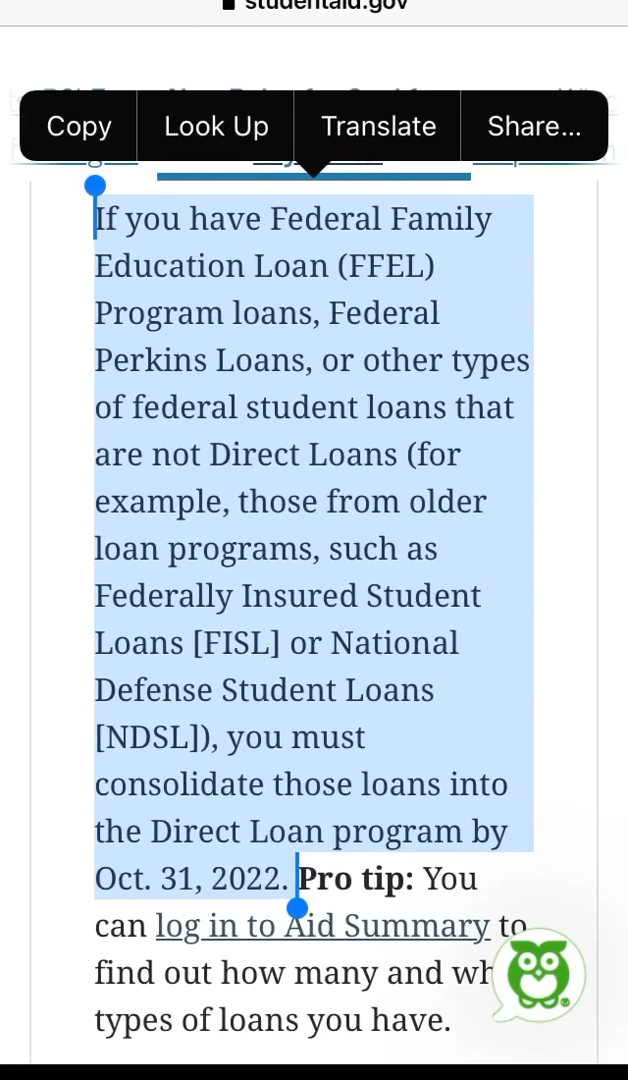 studentaid.gov
Copy
Look Up
Translate
Share...
If you have Federal Family
Education Loan (FFEL)
Program loans, Federal
Perkins Loans, or other types
of federal student loans that
are not Direct Loans (for
example, those from older
loan programs, such as
Federally Insured Student
Loans [FISL] or National
Defense Student Loans
[NDSL]), you must
consolidate those loans into
the Direct Loan program by
Oct. 31, 2022. Pro tip: You
can log in to Aid Summary to
find out how many and
types of loans you have.